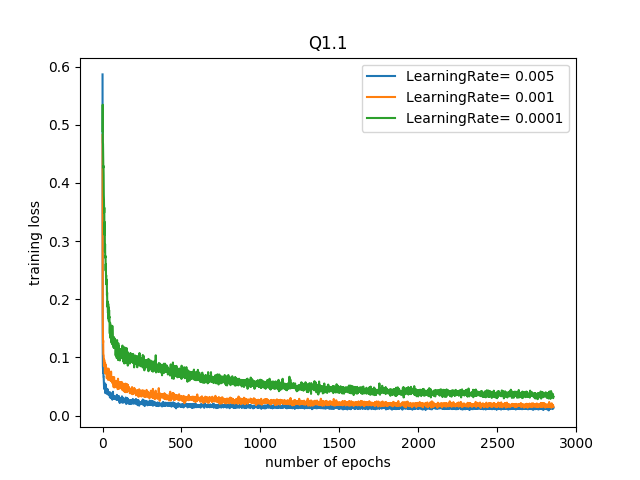 Q1.1
0.6
0.5
0.4
0.3
0.2
0.1
0.0
training loss
LearningRate= 0.005
LearningRate= 0.001
LearningRate= 0.0001
0 500 1000 1500 2000 2500 3000
number of epochs